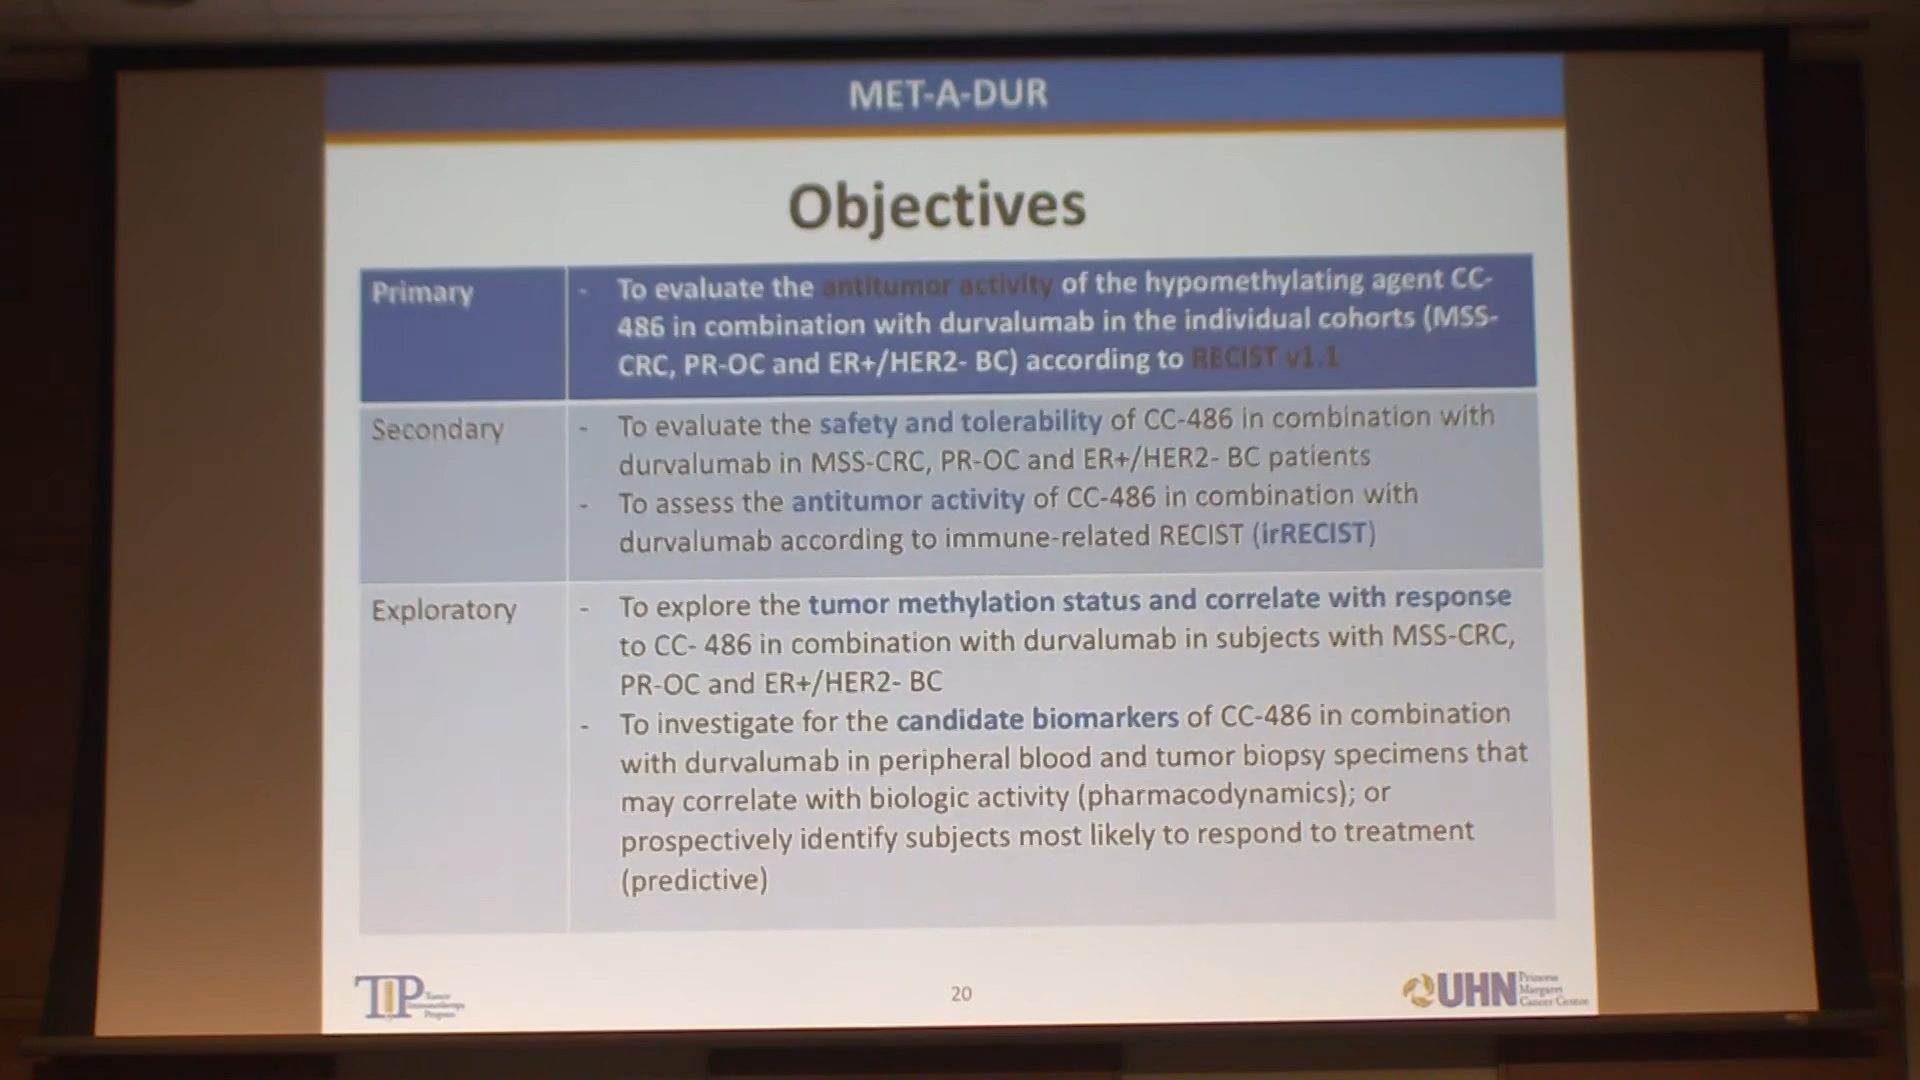 MET-A-DUR
Objectives
Primary
- To evaluate the antitumor activity of the hypomethylating agent CC-
486 in combination with durvalumab in the individual cohorts (MSS-
CRC, PR-OC and ER+/HER2- BC) according to RECIST v1.1
Secondary
- To evaluate the safety and tolerability of CC-486 in combination with
durvalumab in MSS-CRC, PR-OC and ER+/HER2- BC patients
- To assess the antitumor activity of CC-486 in combination with
durvalumab according to immune-related RECIST (irRECIST)
Exploratory
- To explore the tumor methylation status and correlate with response
to CC- 486 in combination with durvalumab in subjects with MSS-CRC,
PR-OC and ER+/HER2- BC
- To investigate for the candidate biomarkers of CC-486 in combination
with durvalumab in peripheral blood and tumor biopsy specimens that
may correlate with biologic activity (pharmacodynamics); or
prospectively identify subjects most likely to respond to treatment
(predictive)
TIP
Tumor
Immunotherapy
Program
20
UHN
Princess
Margaret
Cancer Centre